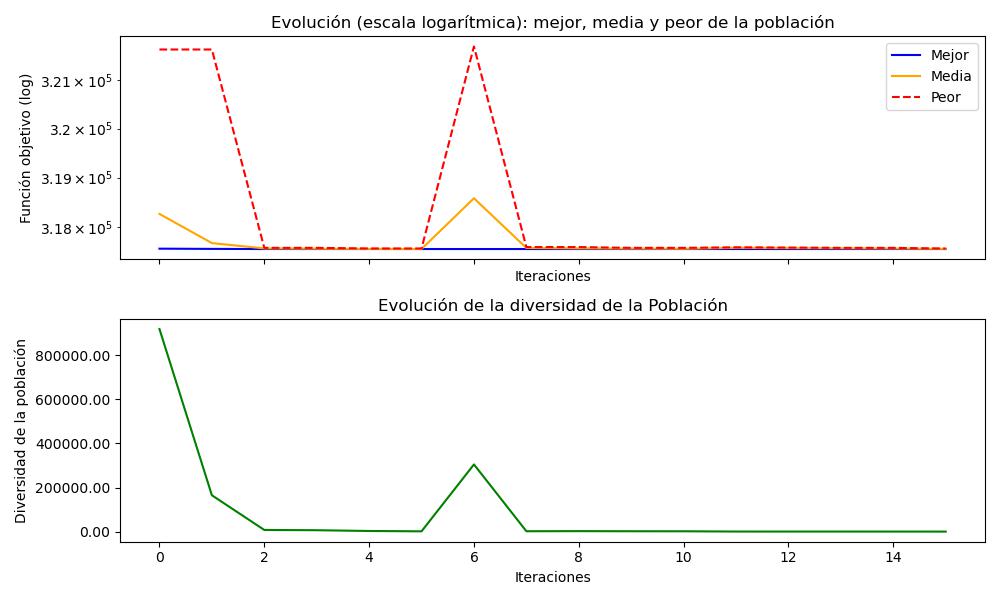 Evolución (escala logarítmica): mejor, media y peor de la población
Función objetivo (log)
3.21 × 10⁵
3.2 × 10⁵
3.19 × 10⁵
3.18 × 10⁵
Mejor
Media
Peor
Iteraciones
Evolución de la diversidad de la Población
Diversidad de la población
800000.00
600000.00
400000.00
200000.00
0.00
0 2 4 6 8 10 12 14
Iteraciones